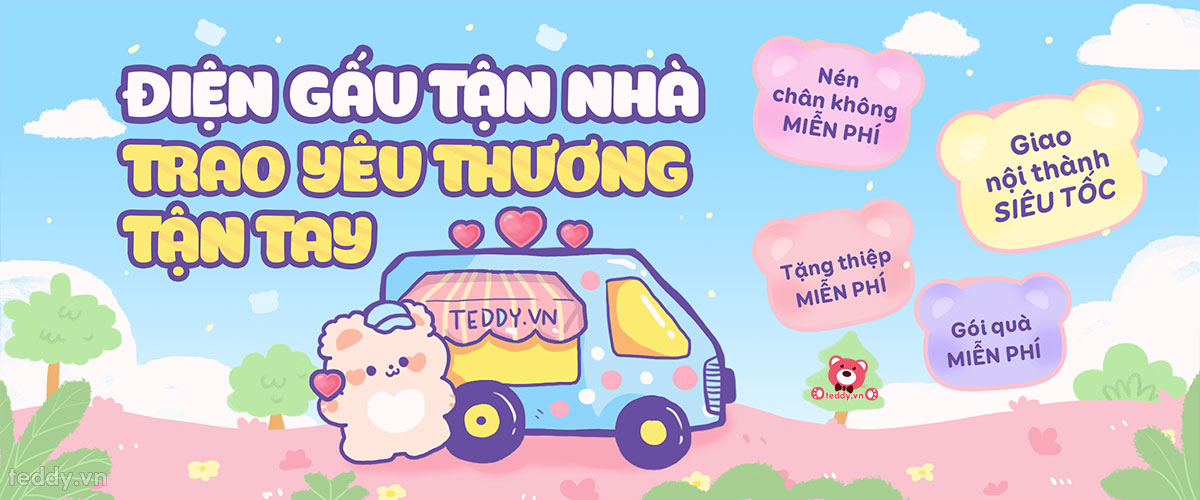 ĐIỆN GẤU TẬN NHÀ
TRAO YÊU THƯƠNG
TẬN TAY
TEDDY.VN
Nén
chân không
MIỄN PHÍ
Giao
nội thành
SIÊU TỐC
Tặng thiệp
MIỄN PHÍ
Gói quà
MIỄN PHÍ
teddy.vn
teddy.vn